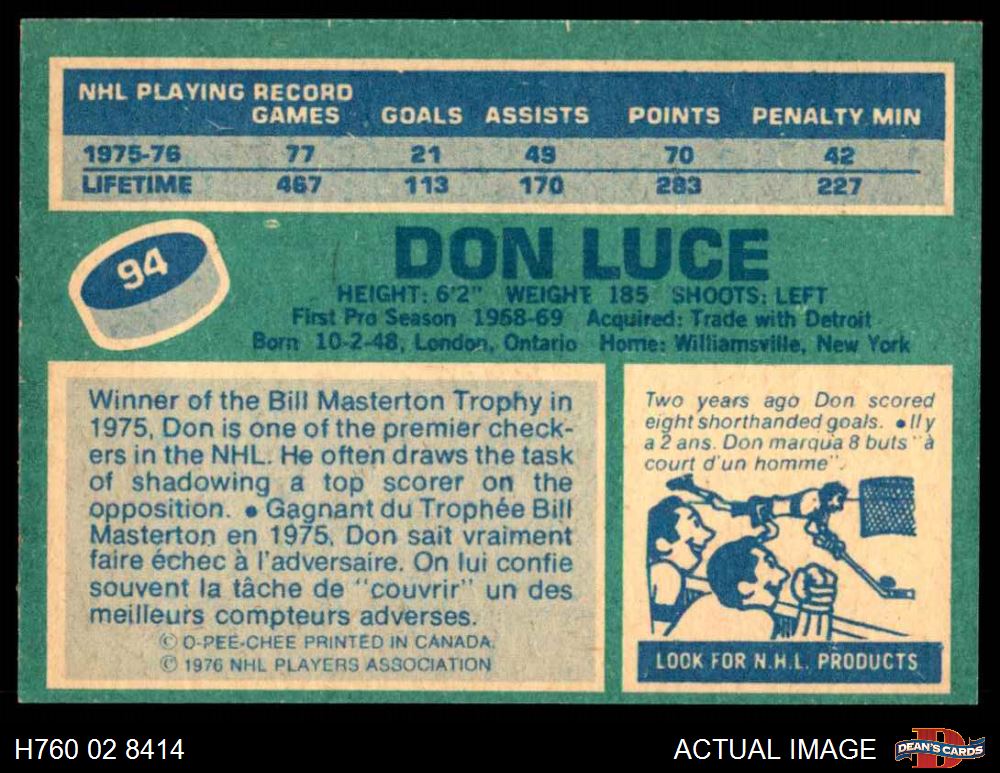 NHL PLAYING RECORD
GAMES GOALS ASSISTS POINTS PENALTY MIN
1975-76 77 21 49 70 42
LIFETIME 467 113 170 283 227
94
DON LUCE
HEIGHT: 6'2" WEIGHT 185 SHOOTS: LEFT
First Pro Season 1968-69 Acquired: Trade with Detroit
Born 10-2-48, London, Ontario Home: Williamsville, New York
Winner of the Bill Masterton Trophy in
1975, Don is one of the premier check-
ers in the NHL. He often draws the task
of shadowing a top scorer on the
opposition. • Gagnant du Trophée Bill
Masterton en 1975, Don sait vraiment
faire échec à l'adversaire. On lui confie
souvent la tâche de "couvrir" un des
meilleurs compteurs adverses.
© O-PEE-CHEE PRINTED IN CANADA.
© 1976 NHL PLAYERS ASSOCIATION
Two years ago Don scored
eight shorthanded goals. • Il y
a 2 ans. Don marqua 8 buts "à
court d'un homme".
LOOK FOR N.H.L. PRODUCTS
H760 02 8414
ACTUAL IMAGE
D
DEAN'S CARDS